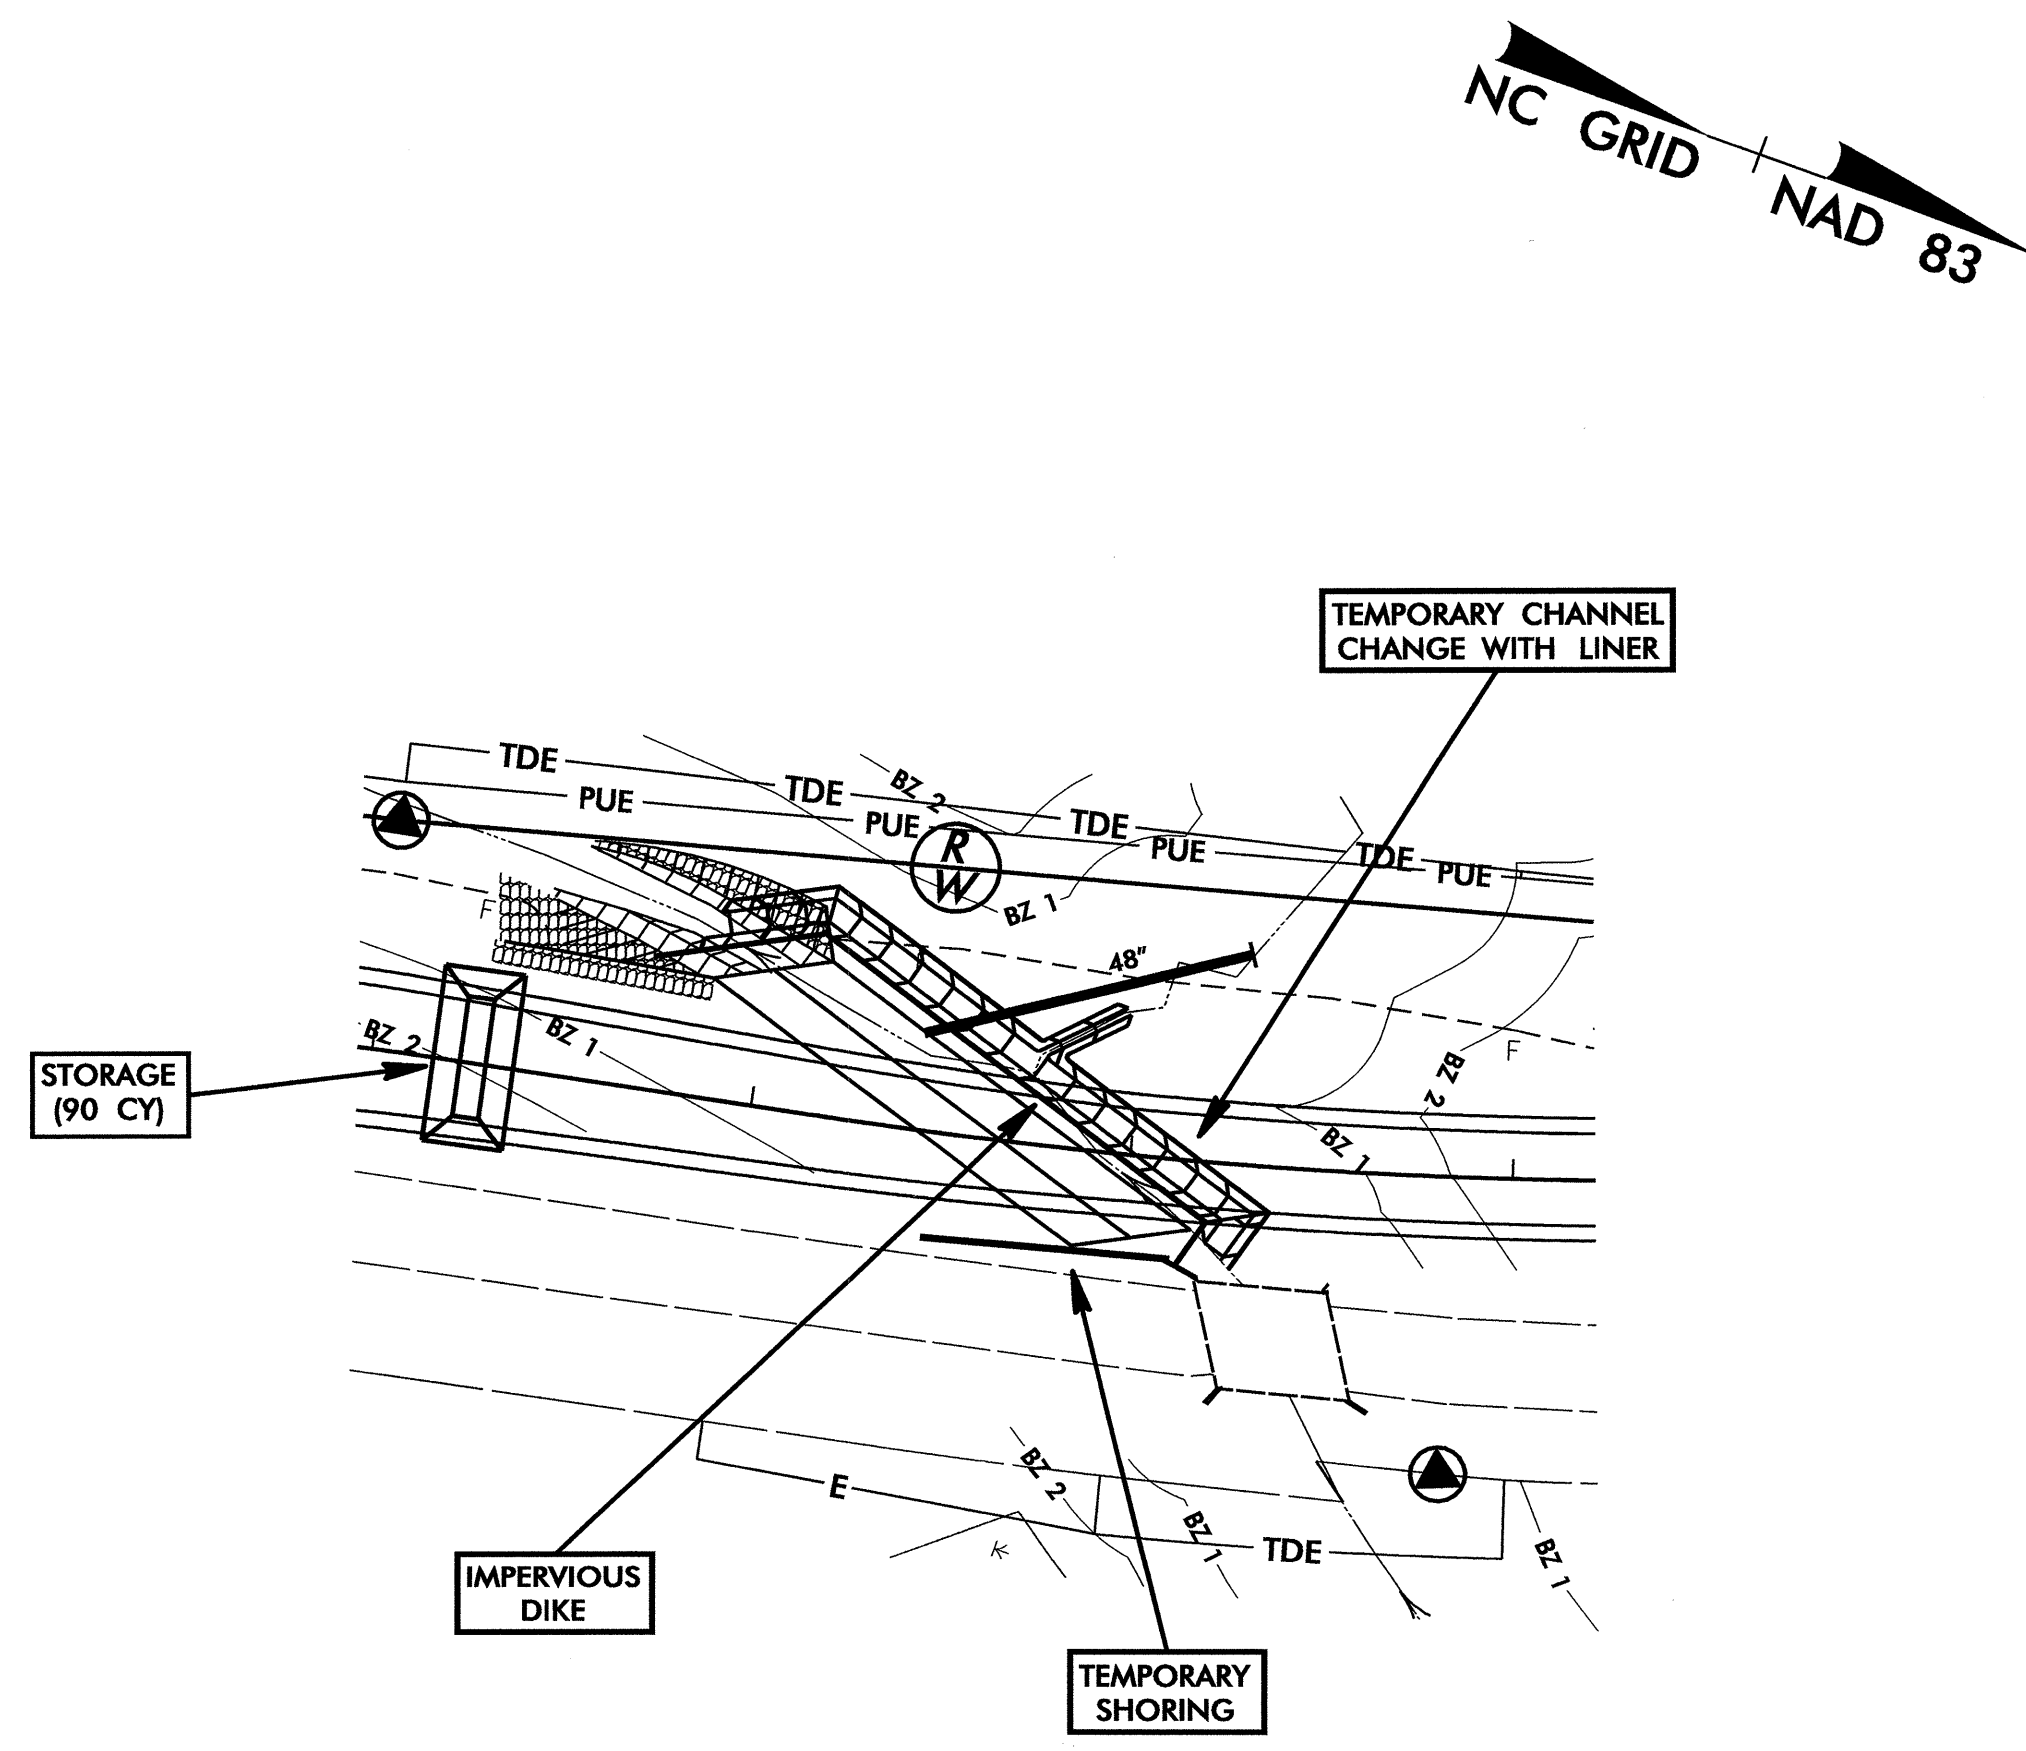 NC GRID
NAD 83
TEMPORARY CHANNEL
CHANGE WITH LINER
TDE
TDE
BZ 2
PUE
PUE
TDE
PUE
TDE
PUE
R
W
BZ 1
F
48"
BZ 2
BZ 1
F
BZ 2
BZ 1
STORAGE
(90 CY)
E
BZ 2
BZ 1
TDE
BZ 1
K
IMPERVIOUS
DIKE
TEMPORARY
SHORING